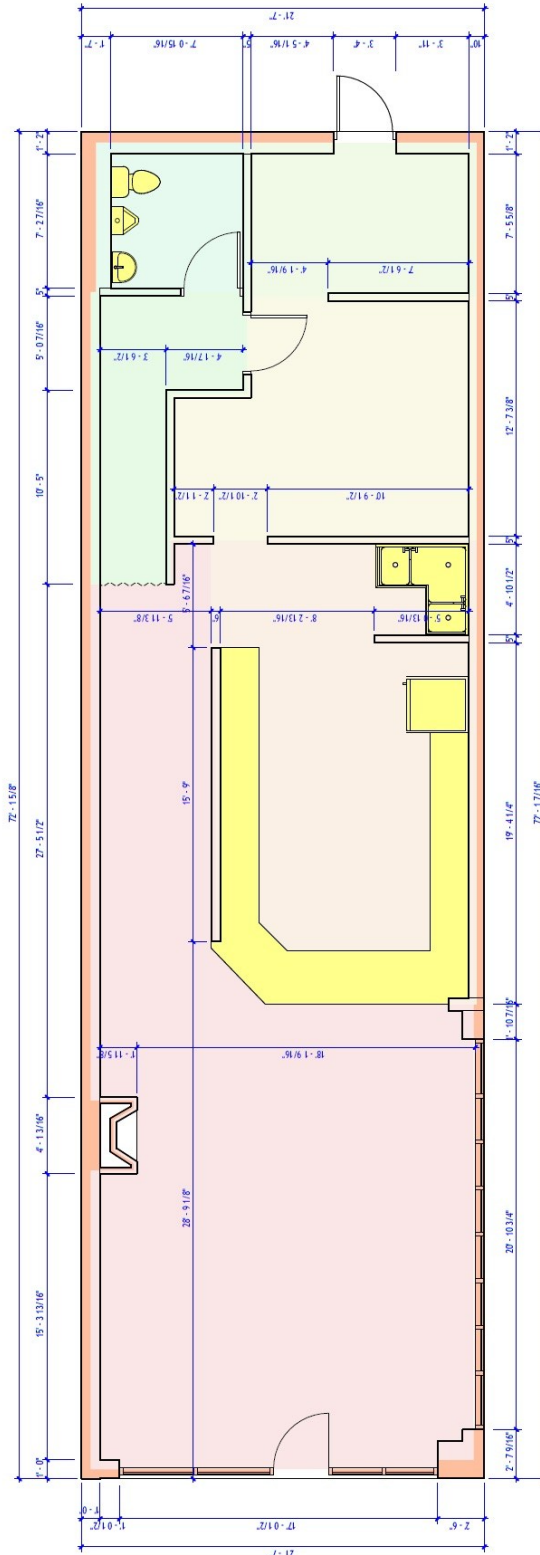 21' - 7"
1' - 7"
7' - 0 15/16"
5"
4' - 5 1/16"
3' - 4"
3' - 11"
10"
1' - 2"
1' - 2"
7' - 2 7/16"
7' - 5 5/8"
4' - 1 9/16"
7' - 6 1/2"
5"
5"
5' - 0 7/16"
3' - 6 1/2"
4' - 1 7/16"
12' - 7 3/8"
10' - 5"
2' - 1 1/2"
2' - 10 1/2"
10' - 9 1/2"
5"
5' - 6 7/16"
4' - 10 1/2"
5' - 11 3/8"
6"
8' - 2 13/16"
5"
72' - 1 5/8"
27' - 5 1/2"
15' - 9"
19' - 4 1/4"
72' - 1 7/16"
1' - 10 7/16"
1' - 11 5/8"
18' - 1 9/16"
4' - 1 3/16"
28' - 9 1/8"
20' - 10 3/4"
15' - 3 13/16"
1' - 0"
2' - 7 9/16"
1' - 0"
1' - 0 1/2"
17' - 0 1/2"
2' - 6"
21' - 7"